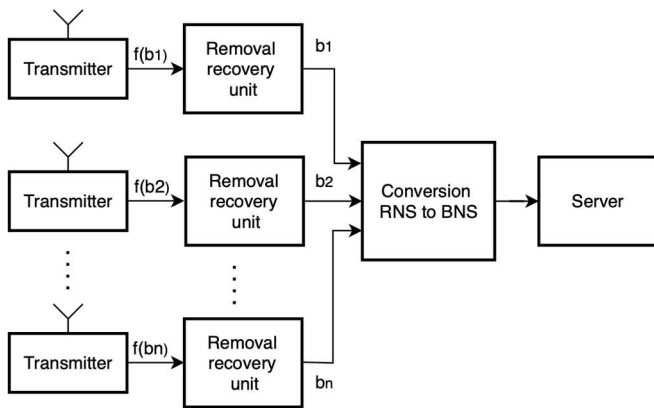 Transmitter
f(b1)
Removal
recovery
unit
b1
Transmitter
f(b2)
Removal
recovery
unit
b2
Conversion
RNS to BNS
Server
Transmitter
f(bn)
Removal
recovery
unit
bn